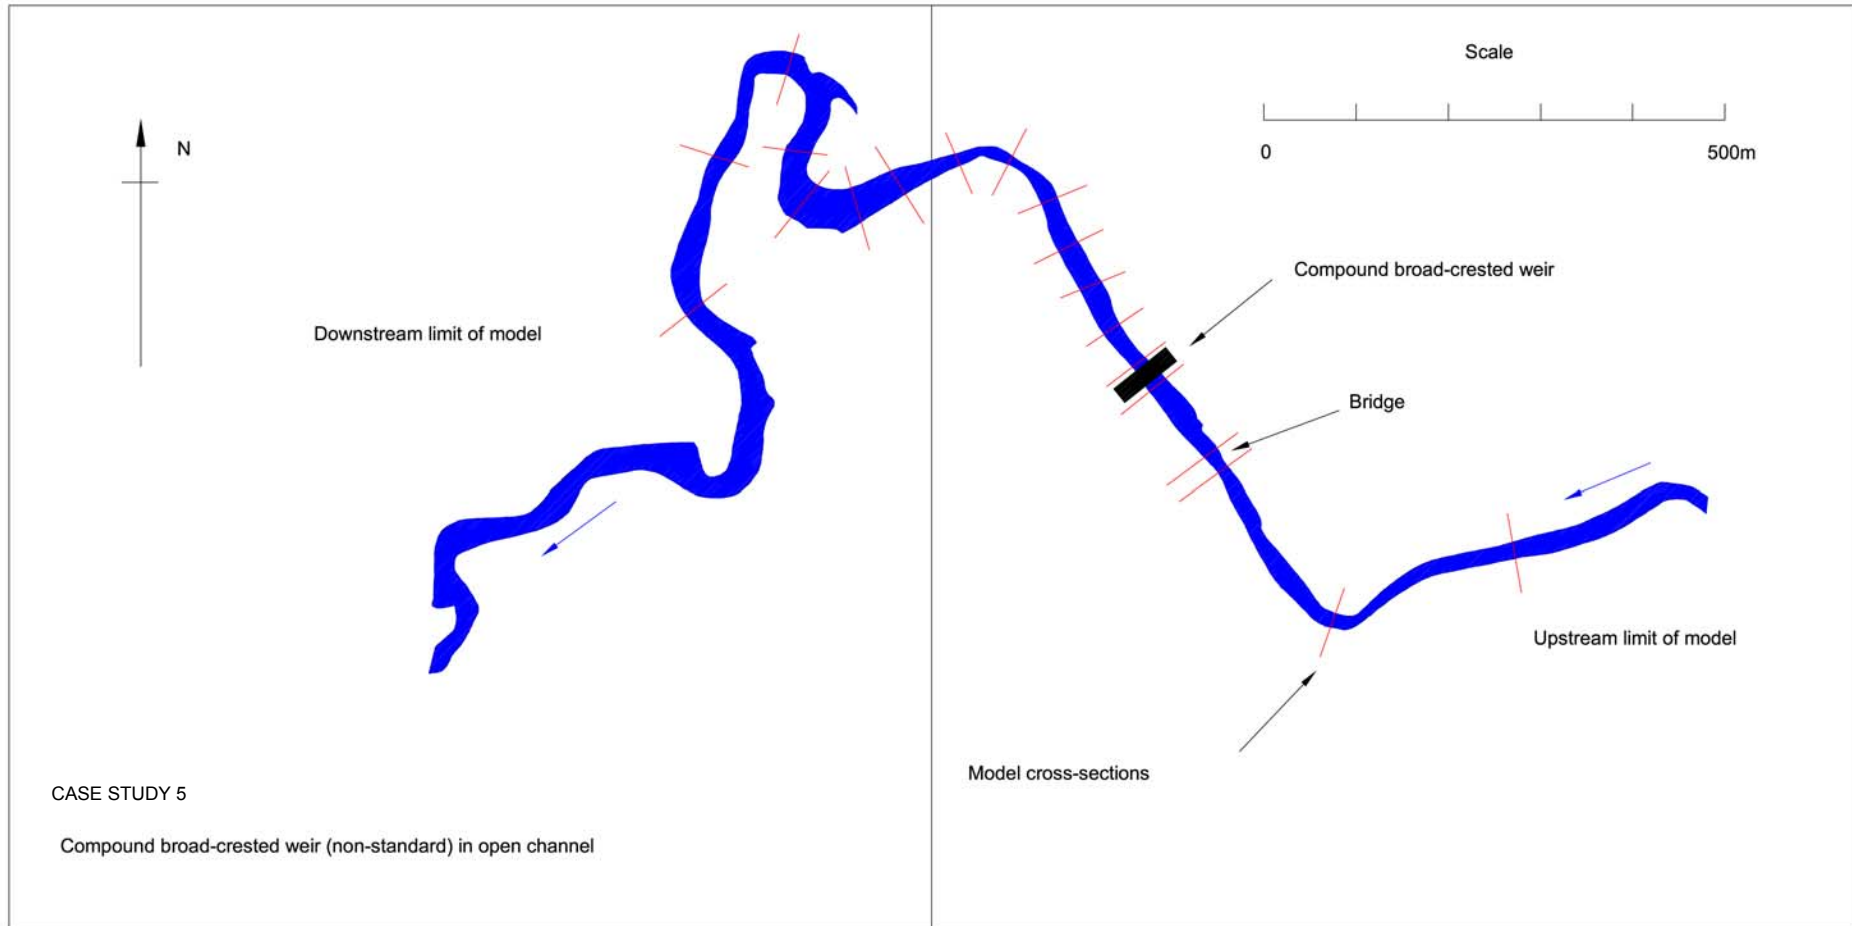 Scale
N
0
500m
Compound broad-crested weir
Downstream limit of model
Bridge
Upstream limit of model
Model cross-sections
CASE STUDY 5
Compound broad-crested weir (non-standard) in open channel